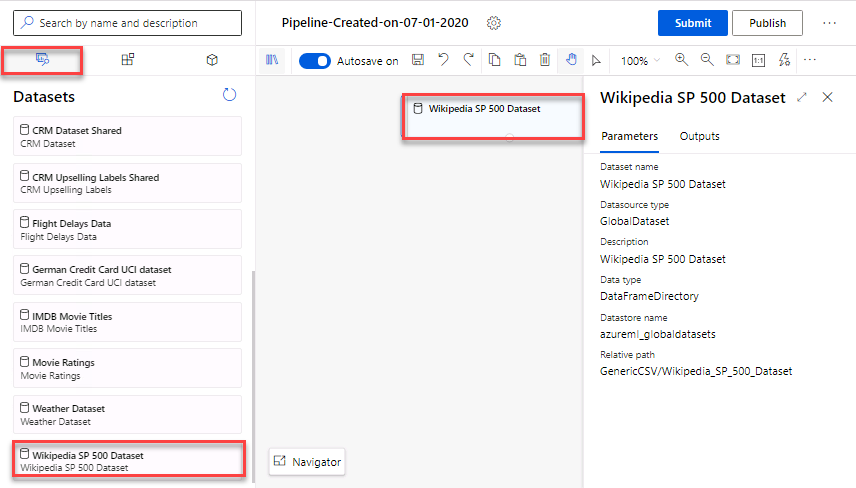 Search by name and description
Pipeline-Created-on-07-01-2020
Submit
Publish
Autosave on
100%
1:1
Datasets
CRM Dataset Shared
CRM Dataset
CRM Upselling Labels Shared
CRM Upselling Labels
Flight Delays Data
Flight Delays Data
German Credit Card UCI dataset
German Credit Card UCI dataset
IMDB Movie Titles
IMDB Movie Titles
Movie Ratings
Movie Ratings
Weather Dataset
Weather Dataset
Wikipedia SP 500 Dataset
Wikipedia SP 500 Dataset
Wikipedia SP 500 Dataset
Navigator
Wikipedia SP 500 Dataset
Parameters
Outputs
Dataset name
Wikipedia SP 500 Dataset
Datasource type
GlobalDataset
Description
Wikipedia SP 500 Dataset
Data type
DataFrameDirectory
Datastore name
azureml_globaldatasets
Relative path
GenericCSV/Wikipedia_SP_500_Dataset